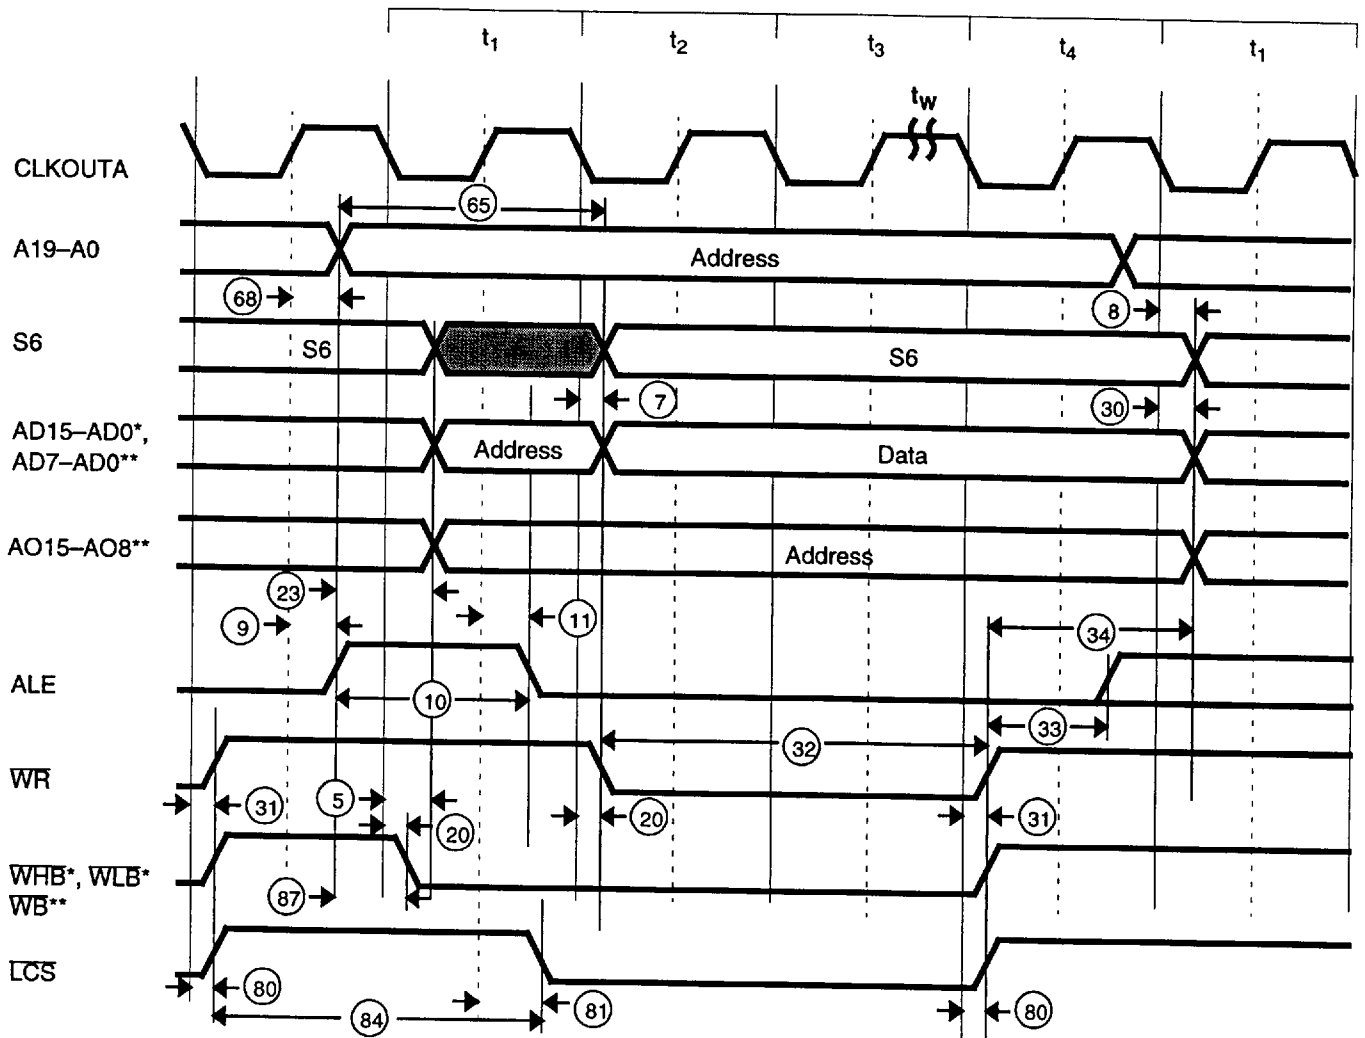 t1 t2 t3 t4 t1
tW
CLKOUTA
65
A19–A0
Address
68
8
S6
S6
S6
7
30
AD15–AD0*,
AD7–AD0**
Address
Data
AO15–AO8**
Address
23
9
11
34
ALE
10
33
32
WR
5
31
20
20
31
WHB*, WLB*
WB**
87
LCS
80
81
80
84